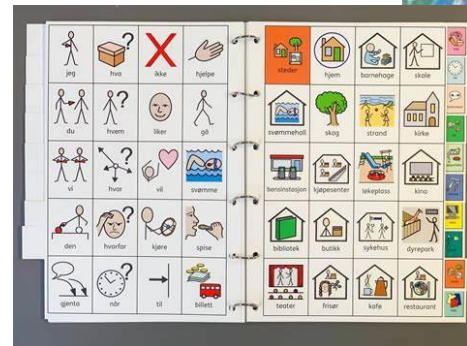 jeg hva ikke hjelpe
du hvem liker gå
vi hvor vil svømme
den hvorfor kjøre spise
gjenta når til billett
steder hjem barnehage skole
svømmehall skog strand kirke
bensinstasjon kjøpesenter lekeplass kino
bibliotek butikk sykehus dyrepark
teater frisør kafe restaurant